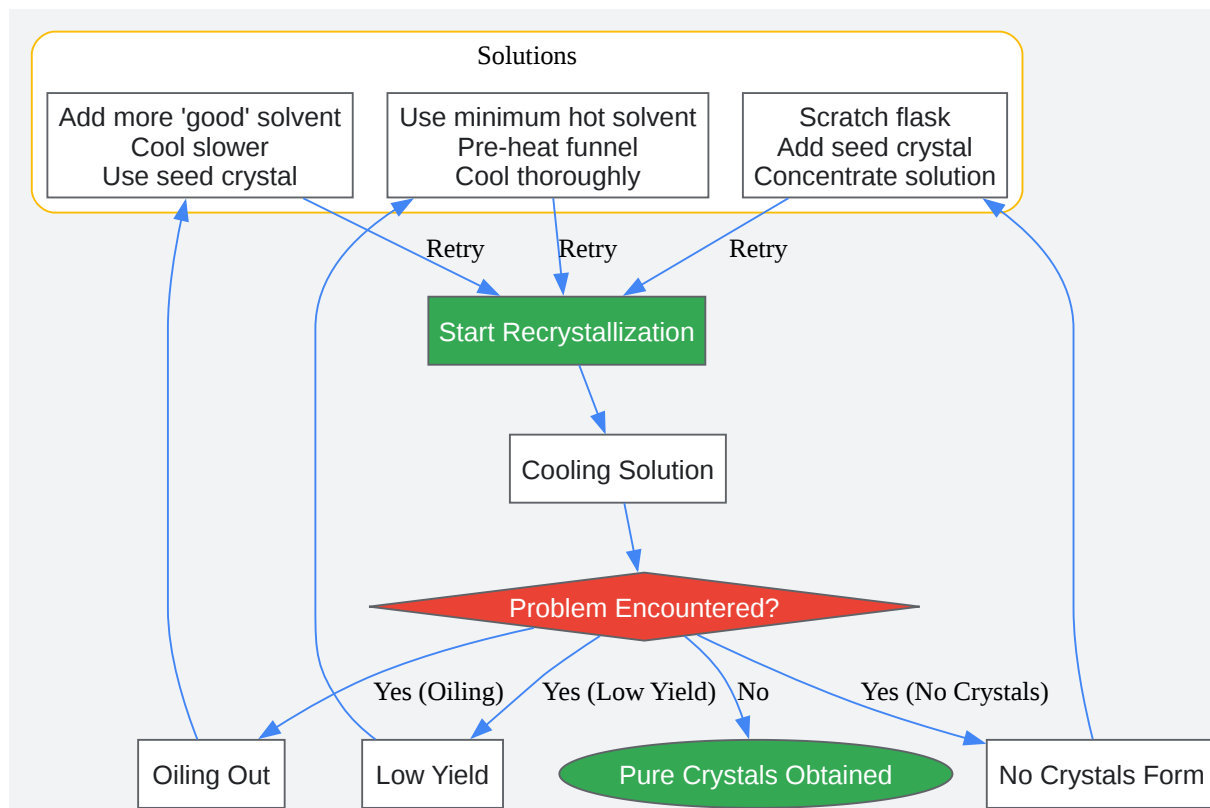 Solutions
Add more 'good' solvent
Cool slower
Use seed crystal
Use minimum hot solvent
Pre-heat funnel
Cool thoroughly
Scratch flask
Add seed crystal
Concentrate solution
Retry
Retry
Retry
Start Recrystallization
Cooling Solution
Problem Encountered?
Yes (Oiling)
Yes (Low Yield)
No
Yes (No Crystals)
Oiling Out
Low Yield
Pure Crystals Obtained
No Crystals Form